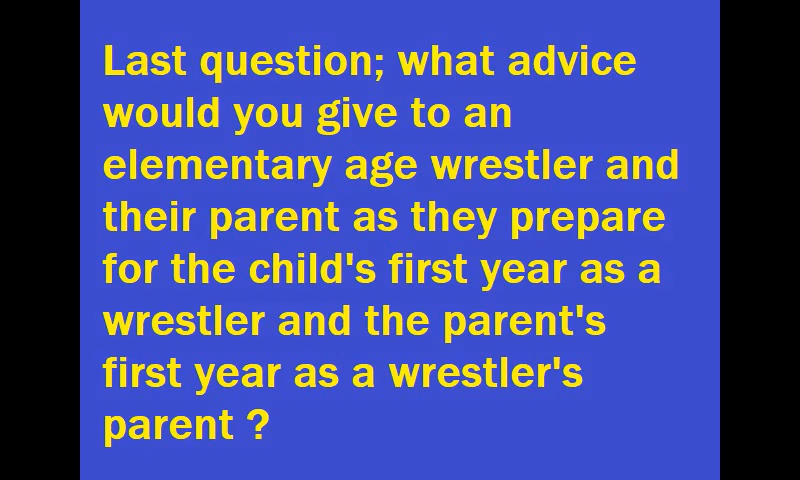 Last question; what advice
would you give to an
elementary age wrestler and
their parent as they prepare
for the child's first year as a
wrestler and the parent's
first year as a wrestler's
parent ?